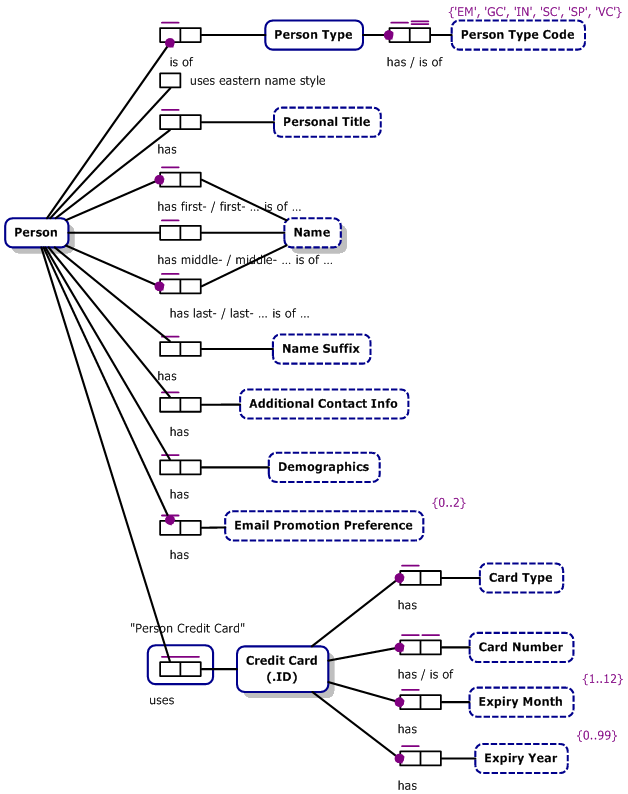 {'EM', 'GC', 'IN', 'SC', 'SP', 'VC'}
Person Type
Person Type Code
is of
has / is of
uses eastern name style
Personal Title
has
has first- / first- ... is of ...
Person
Name
has middle- / middle- ... is of ...
has last- / last- ... is of ...
Name Suffix
has
Additional Contact Info
has
Demographics
has
{0..2}
Email Promotion Preference
has
Card Type
has
"Person Credit Card"
Card Number
Credit Card
(.ID)
has / is of
{1..12}
uses
Expiry Month
has
{0..99}
Expiry Year
has